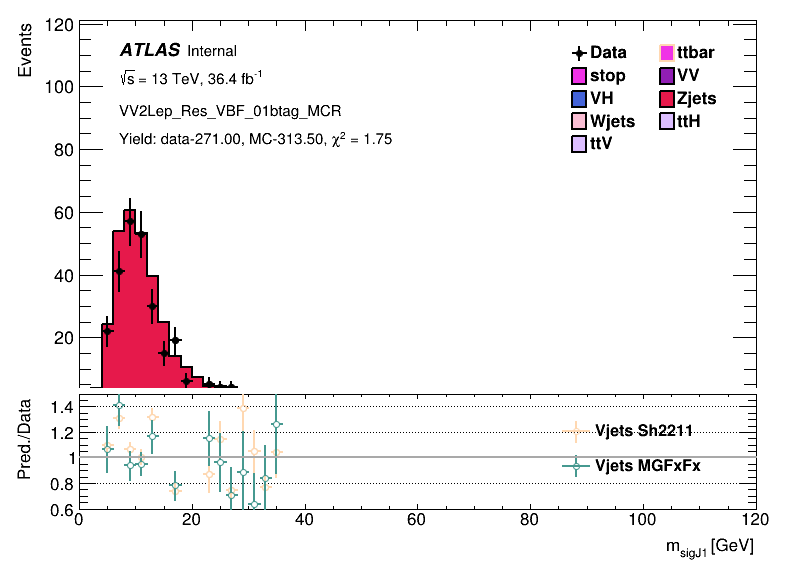 120
100
80
60
40
20
Events
ATLAS Internal
√s = 13 TeV, 36.4 fb⁻¹
VV2Lep_Res_VBF_01btag_MCR
Yield: data-271.00, MC-313.50, χ² = 1.75
Data ttbar
stop VV
VH Zjets
Wjets ttH
ttV
1.4
1.2
1
0.8
0.6
Pred./Data
Vjets Sh2211
Vjets MGFxFx
0 20 40 60 80 100 120
m_sigJ1 [GeV]